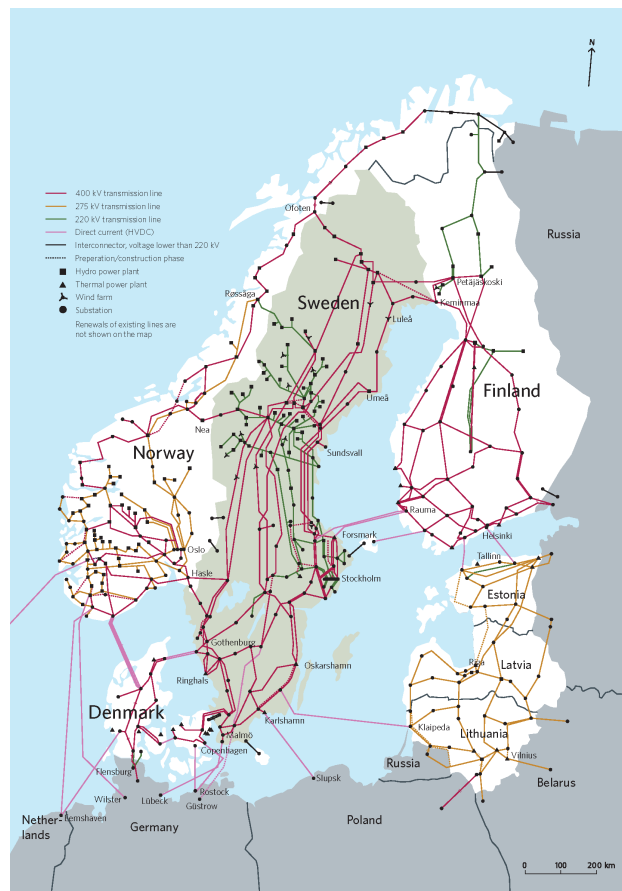 N
400 kV transmission line
275 kV transmission line
220 kV transmission line
Direct current (HVDC)
Interconnector, voltage lower than 220 kV
Preperation/construction phase
Hydro power plant
Thermal power plant
Wind farm
Substation
Renewals of existing lines are
not shown on the map
Ofoten
Russia
Petäjäskoski
Røssåga
Sweden
Keminmaa
Luleå
Finland
Umeå
Nea
Norway
Sundsvall
Rauma
Forsmark
Helsinki
Oslo
Tallinn
Hasle
Stockholm
Estonia
Gothenburg
Riga
Latvia
Oskarshamn
Ringhals
Denmark
Karlshamn
Klaipeda
Lithuania
Malmö
Copenhagen
Vilnius
Russia
Flensburg
Slupsk
Belarus
Rostock
Wilster
Lübeck
Güstrow
Nether-
lands
Eemshaven
Germany
Poland
0 100 200 km